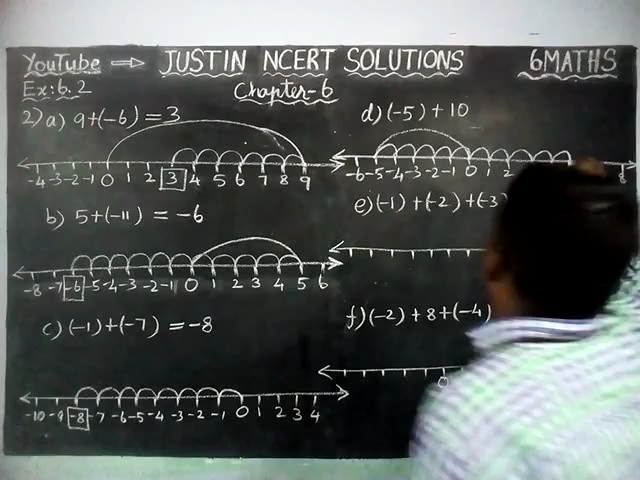 YouTube → JUSTIN NCERT SOLUTIONS 6MATHS
Ex: 6.2 Chapter-6
2) a) 9+(-6) = 3
-4 -3 -2 -1 0 1 2 3 4 5 6 7 8 9
b) 5+(-11) = -6
-8 -7 -6 -5 -4 -3 -2 -1 0 1 2 3 4 5 6
c) (-1)+(-7) = -8
-10 -9 -8 -7 -6 -5 -4 -3 -2 -1 0 1 2 3 4
d) (-5) + 10
-6 -5 -4 -3 -2 -1 0 1 2 8
e) (-1) + (-2) + (-3)
f) (-2) + 8 + (-4)
0